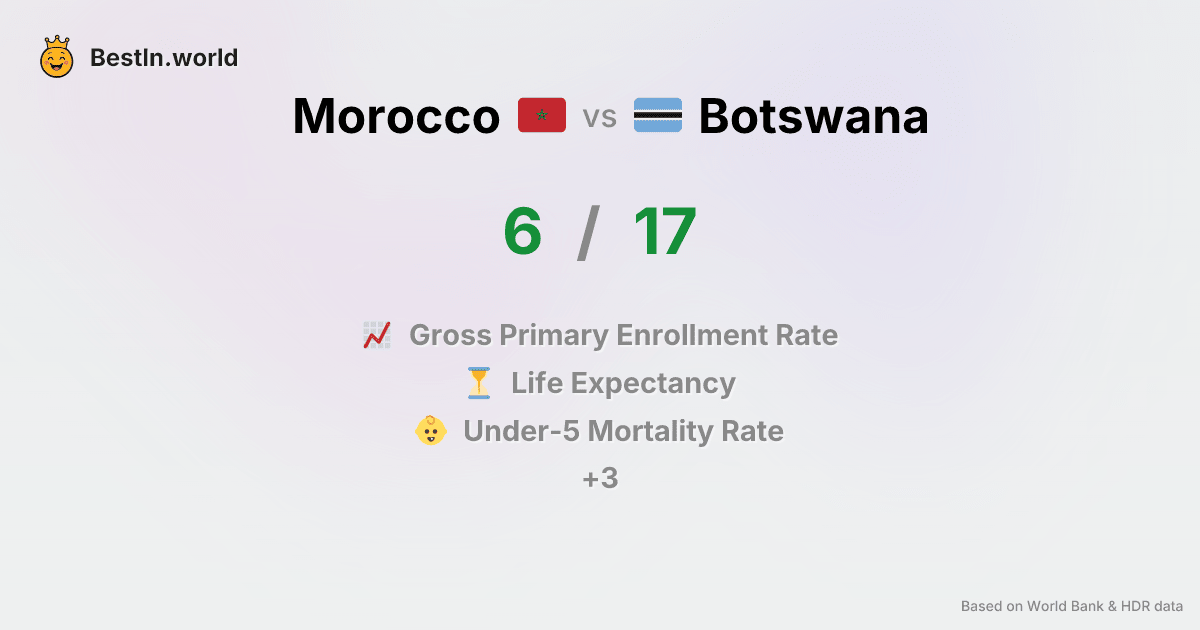 BestIn.world
Morocco vs Botswana
6 / 17
Gross Primary Enrollment Rate
Life Expectancy
Under-5 Mortality Rate
+3
Based on World Bank & HDR data